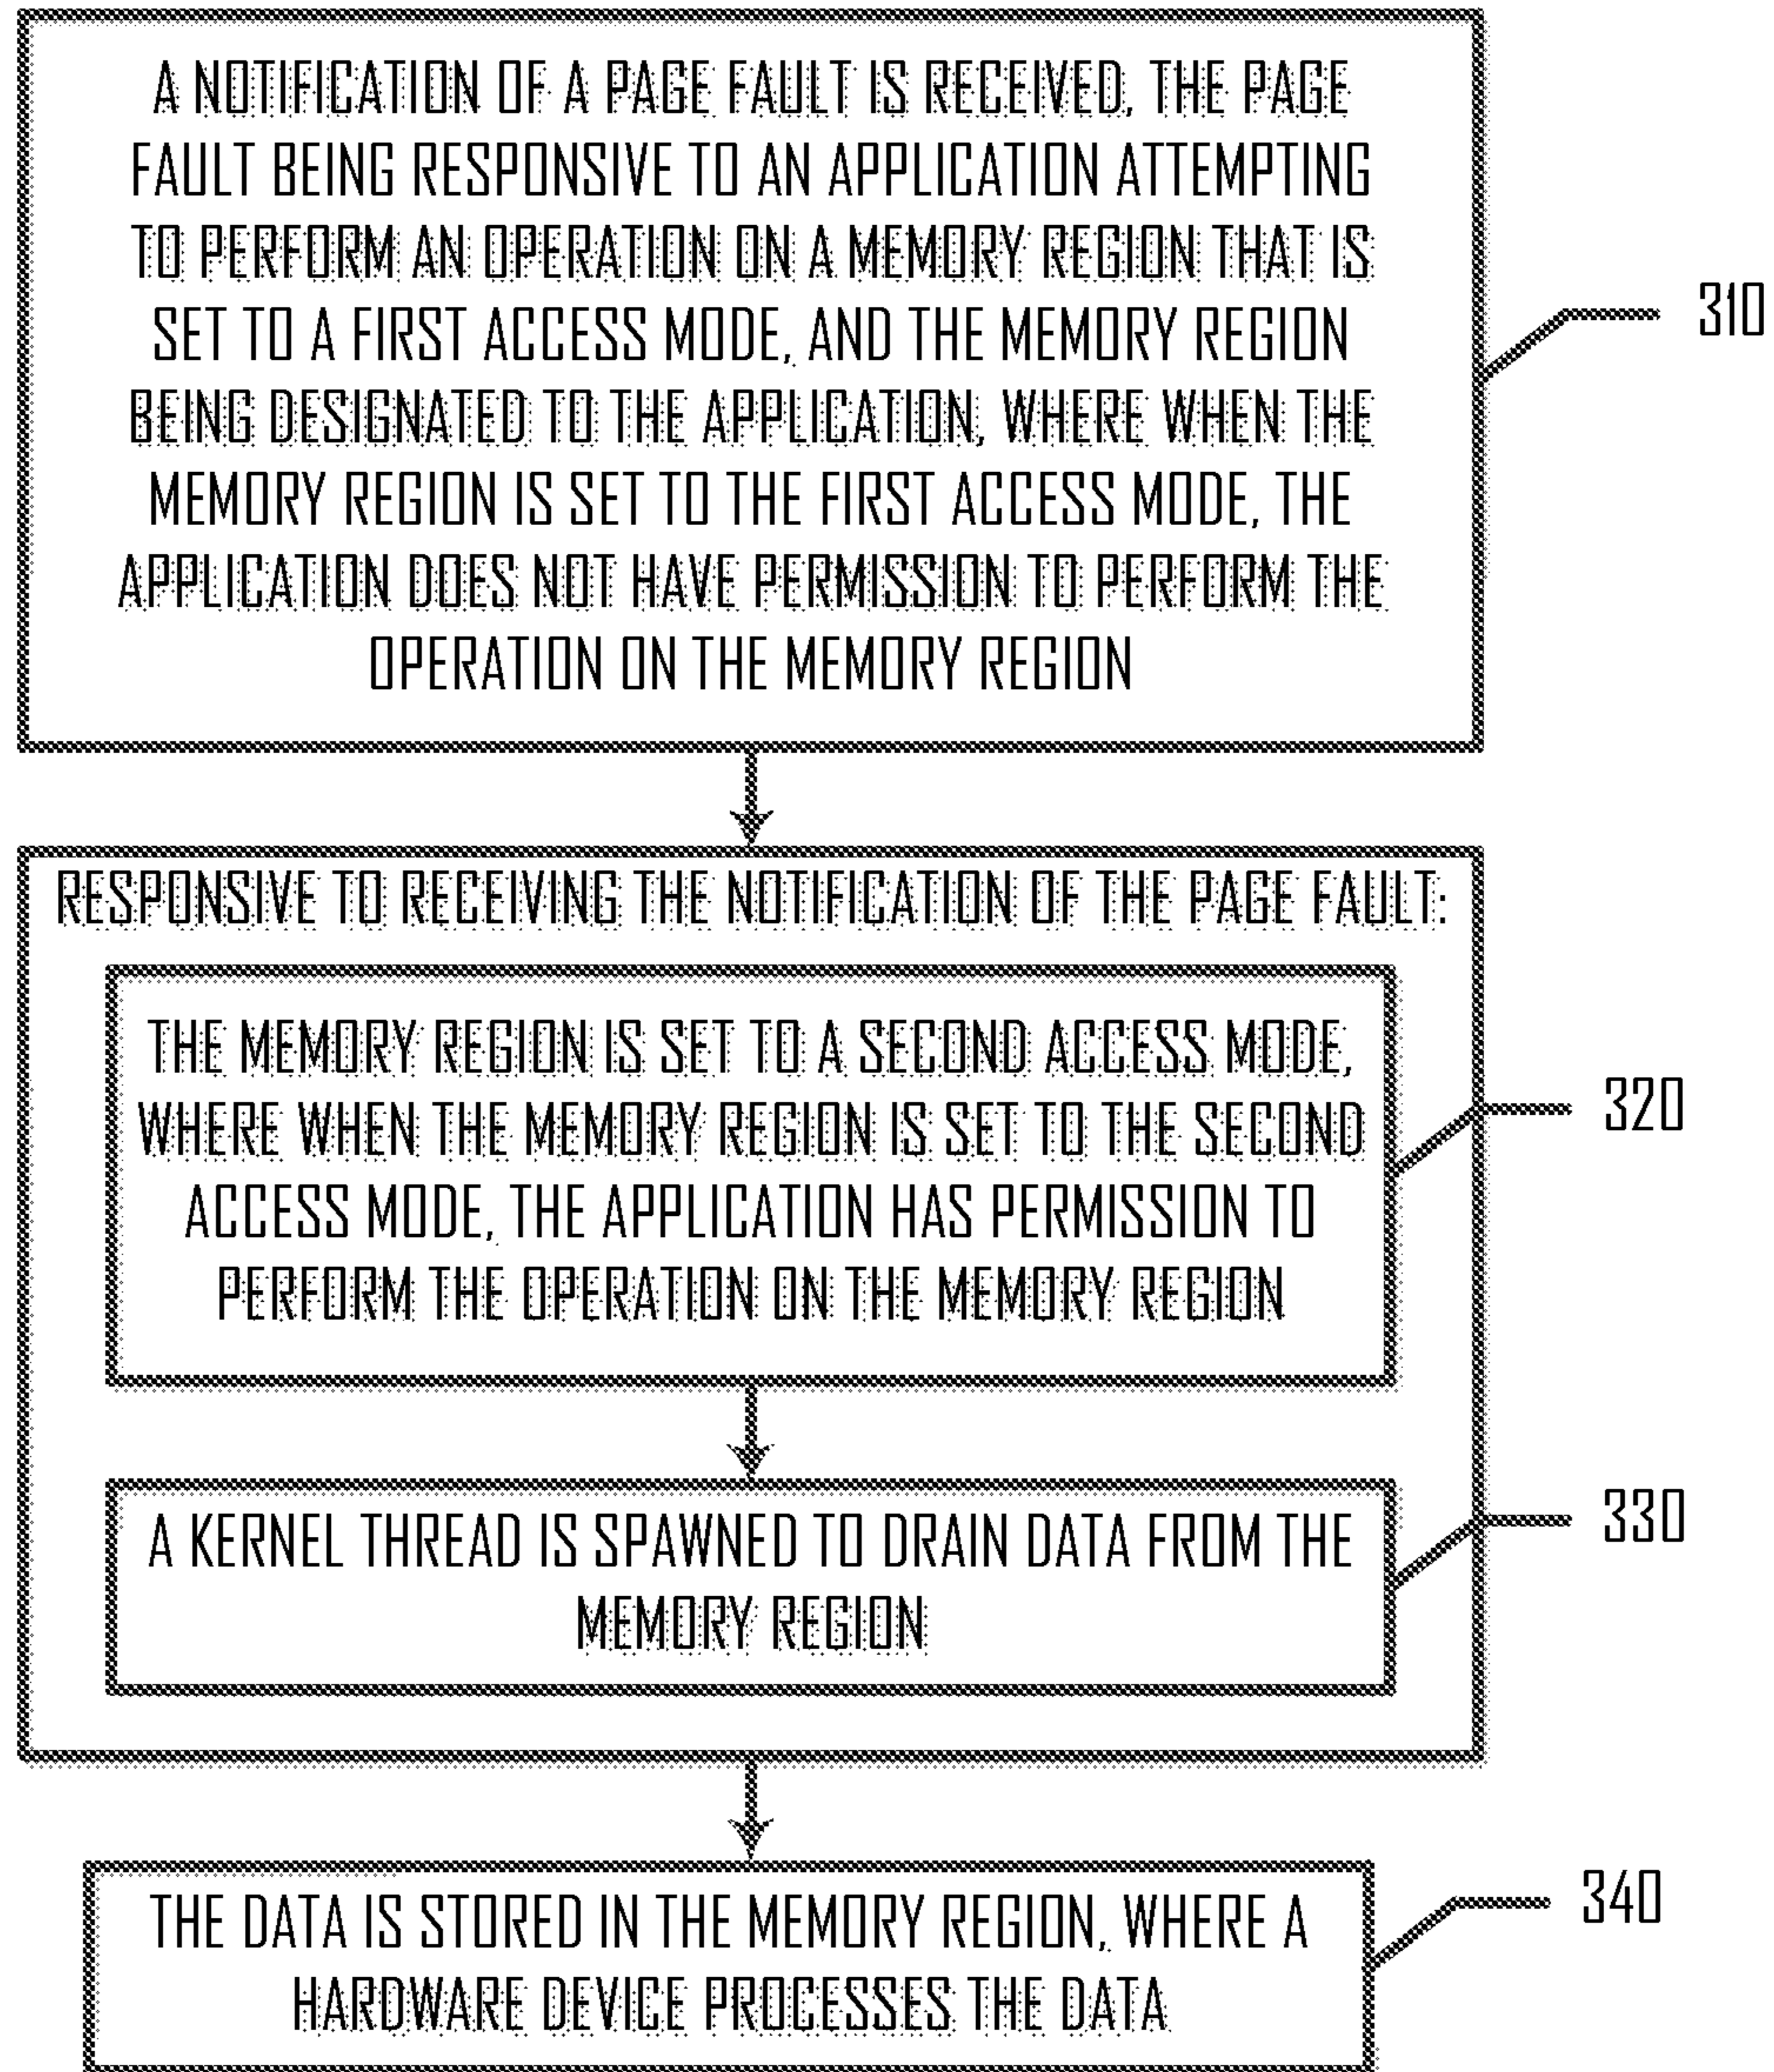 A NOTIFICATION OF A PAGE FAULT IS RECEIVED, THE PAGE
FAULT BEING RESPONSIVE TO AN APPLICATION ATTEMPTING
TO PERFORM AN OPERATION ON A MEMORY REGION THAT IS
SET TO A FIRST ACCESS MODE, AND THE MEMORY REGION
BEING DESIGNATED TO THE APPLICATION, WHERE WHEN THE
MEMORY REGION IS SET TO THE FIRST ACCESS MODE, THE
APPLICATION DOES NOT HAVE PERMISSION TO PERFORM THE
OPERATION ON THE MEMORY REGION
310
RESPONSIVE TO RECEIVING THE NOTIFICATION OF THE PAGE FAULT:
THE MEMORY REGION IS SET TO A SECOND ACCESS MODE,
WHERE WHEN THE MEMORY REGION IS SET TO THE SECOND
ACCESS MODE, THE APPLICATION HAS PERMISSION TO
PERFORM THE OPERATION ON THE MEMORY REGION
320
A KERNEL THREAD IS SPAWNED TO DRAIN DATA FROM THE
MEMORY REGION
330
THE DATA IS STORED IN THE MEMORY REGION, WHERE A
HARDWARE DEVICE PROCESSES THE DATA
340